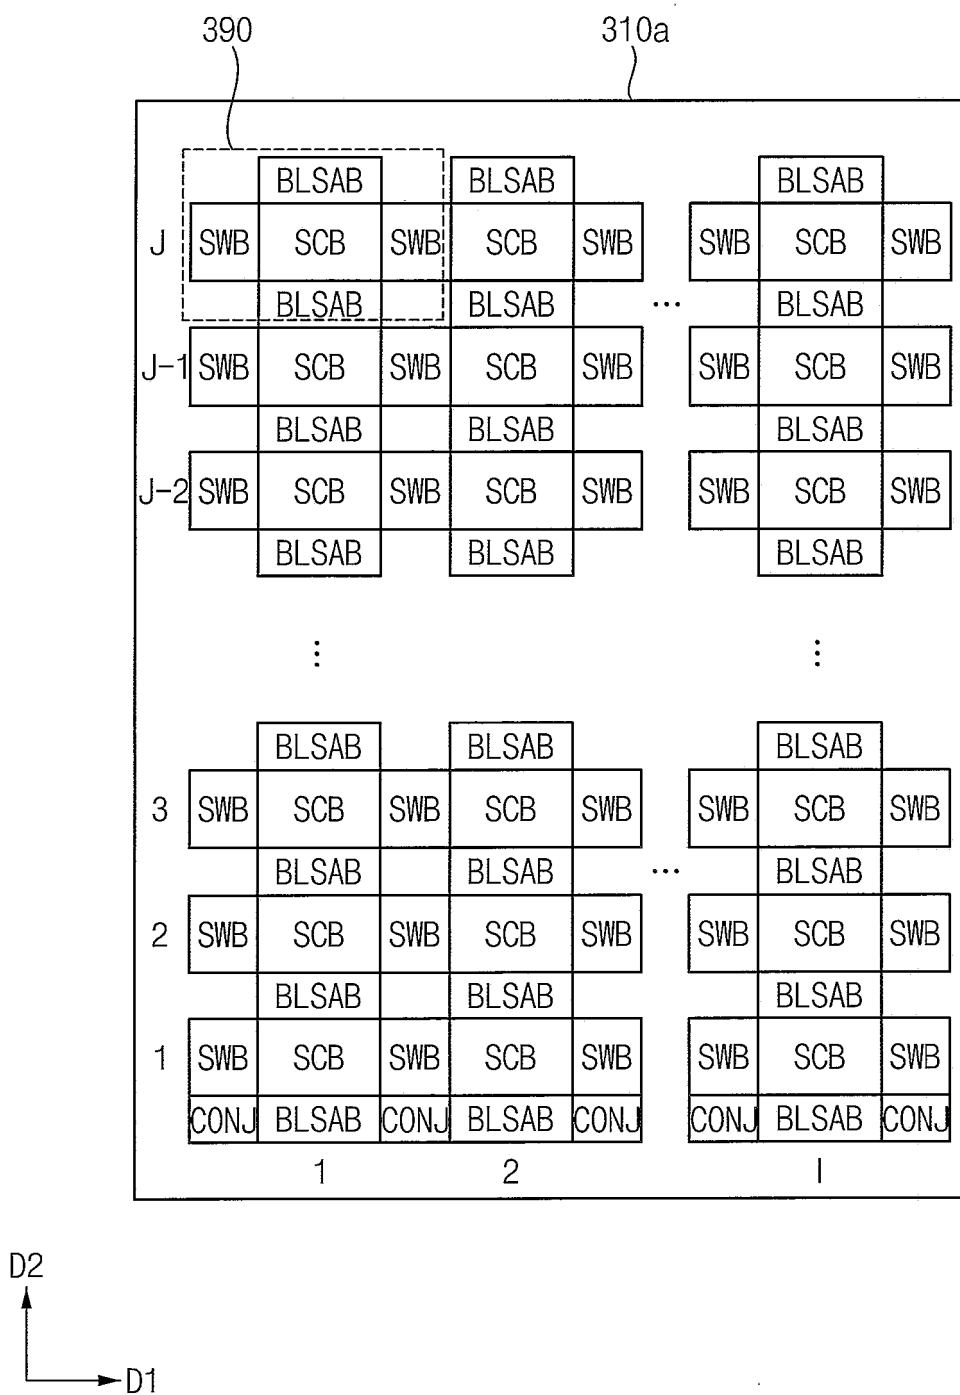 390 310a
BLSAB BLSAB BLSAB
J SWB SCB SWB SCB SWB SWB SCB SWB
BLSAB BLSAB ... BLSAB
J-1 SWB SCB SWB SCB SWB SWB SCB SWB
BLSAB BLSAB BLSAB
J-2 SWB SCB SWB SCB SWB SWB SCB SWB
BLSAB BLSAB BLSAB
BLSAB BLSAB BLSAB
3 SWB SCB SWB SCB SWB SWB SCB SWB
BLSAB BLSAB ... BLSAB
2 SWB SCB SWB SCB SWB SWB SCB SWB
BLSAB BLSAB BLSAB
1 SWB SCB SWB SCB SWB SWB SCB SWB
CONJ BLSAB CONJ BLSAB CONJ CONJ BLSAB CONJ
1 2 I
D2
D1